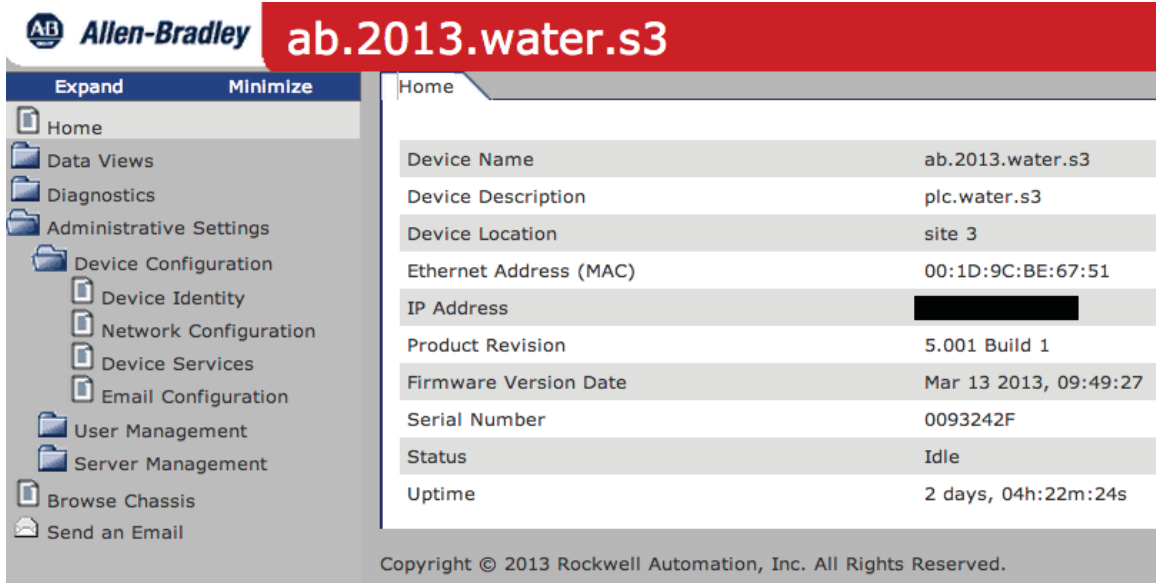 AB Allen-Bradley
ab.2013.water.s3
Expand Minimize
Home
Data Views
Diagnostics
Administrative Settings
Device Configuration
Device Identity
Network Configuration
Device Services
Email Configuration
User Management
Server Management
Browse Chassis
Send an Email
Home
Device Name ab.2013.water.s3
Device Description plc.water.s3
Device Location site 3
Ethernet Address (MAC) 00:1D:9C:BE:67:51
IP Address
Product Revision 5.001 Build 1
Firmware Version Date Mar 13 2013, 09:49:27
Serial Number 0093242F
Status Idle
Uptime 2 days, 04h:22m:24s
Copyright © 2013 Rockwell Automation, Inc. All Rights Reserved.